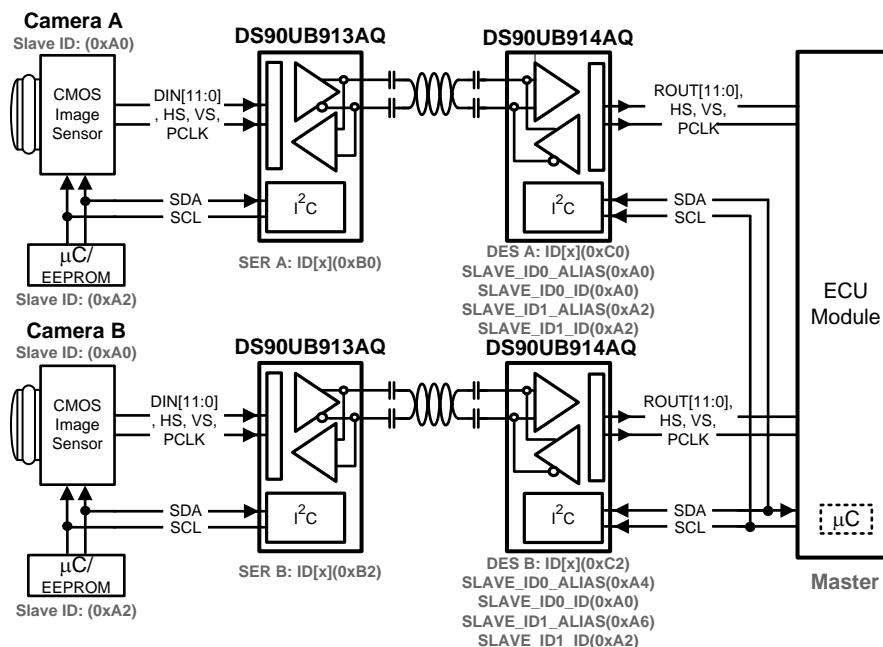 Camera A
Slave ID: (0xA0)
DS90UB913AQ
DS90UB914AQ
CMOS
Image
Sensor
DIN[11:0]
, HS, VS,
PCLK
ROUT[11:0],
HS, VS,
PCLK
SDA
SCL
I²C
I²C
SDA
SCL
µC/
EEPROM
Slave ID: (0xA2)
SER A: ID[x](0xB0)
DES A: ID[x](0xC0)
SLAVE_ID0_ALIAS(0xA0)
SLAVE_ID0_ID(0xA0)
SLAVE_ID1_ALIAS(0xA2)
SLAVE_ID1_ID(0xA2)
ECU
Module
Camera B
Slave ID: (0xA0)
DS90UB913AQ
DS90UB914AQ
CMOS
Image
Sensor
DIN[11:0]
, HS, VS,
PCLK
ROUT[11:0],
HS, VS,
PCLK
SDA
SCL
I²C
I²C
SDA
SCL
µC
µC/
EEPROM
Slave ID: (0xA2)
SER B: ID[x](0xB2)
DES B: ID[x](0xC2)
SLAVE_ID0_ALIAS(0xA4)
SLAVE_ID0_ID(0xA0)
SLAVE_ID1_ALIAS(0xA6)
SLAVE_ID1_ID(0xA2)
Master